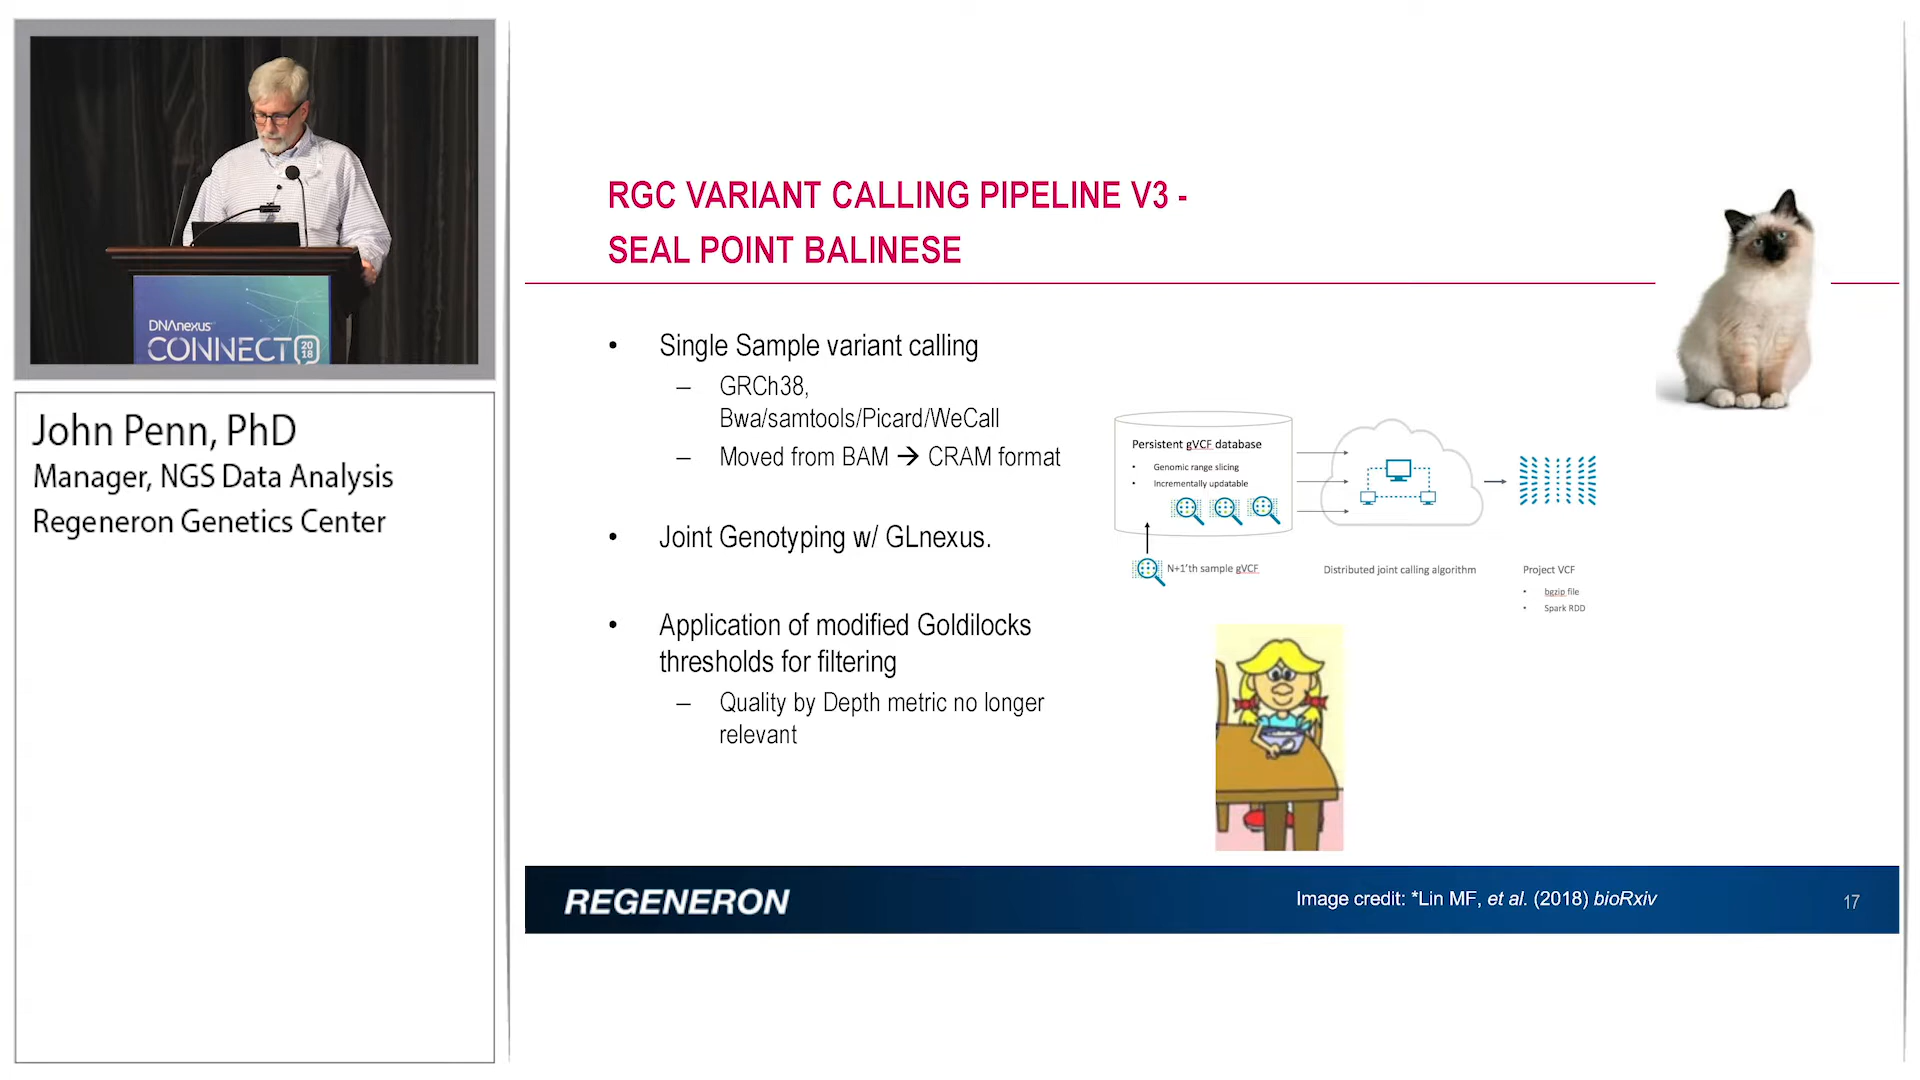 DNAnexus
CONNECT 2018
John Penn, PhD
Manager, NGS Data Analysis
Regeneron Genetics Center
RGC VARIANT CALLING PIPELINE V3 -
SEAL POINT BALINESE
• Single Sample variant calling
– GRCh38,
Bwa/samtools/Picard/WeCall
– Moved from BAM → CRAM format
• Joint Genotyping w/ GLnexus.
• Application of modified Goldilocks
thresholds for filtering
– Quality by Depth metric no longer
relevant
Persistent gVCF database
• Genomic range slicing
• Incrementally updatable
N+1'th sample gVCF
Distributed joint calling algorithm
Project VCF
• bgzip file
• Spark RDD
REGENERON
Image credit: *Lin MF, et al. (2018) bioRxiv
17